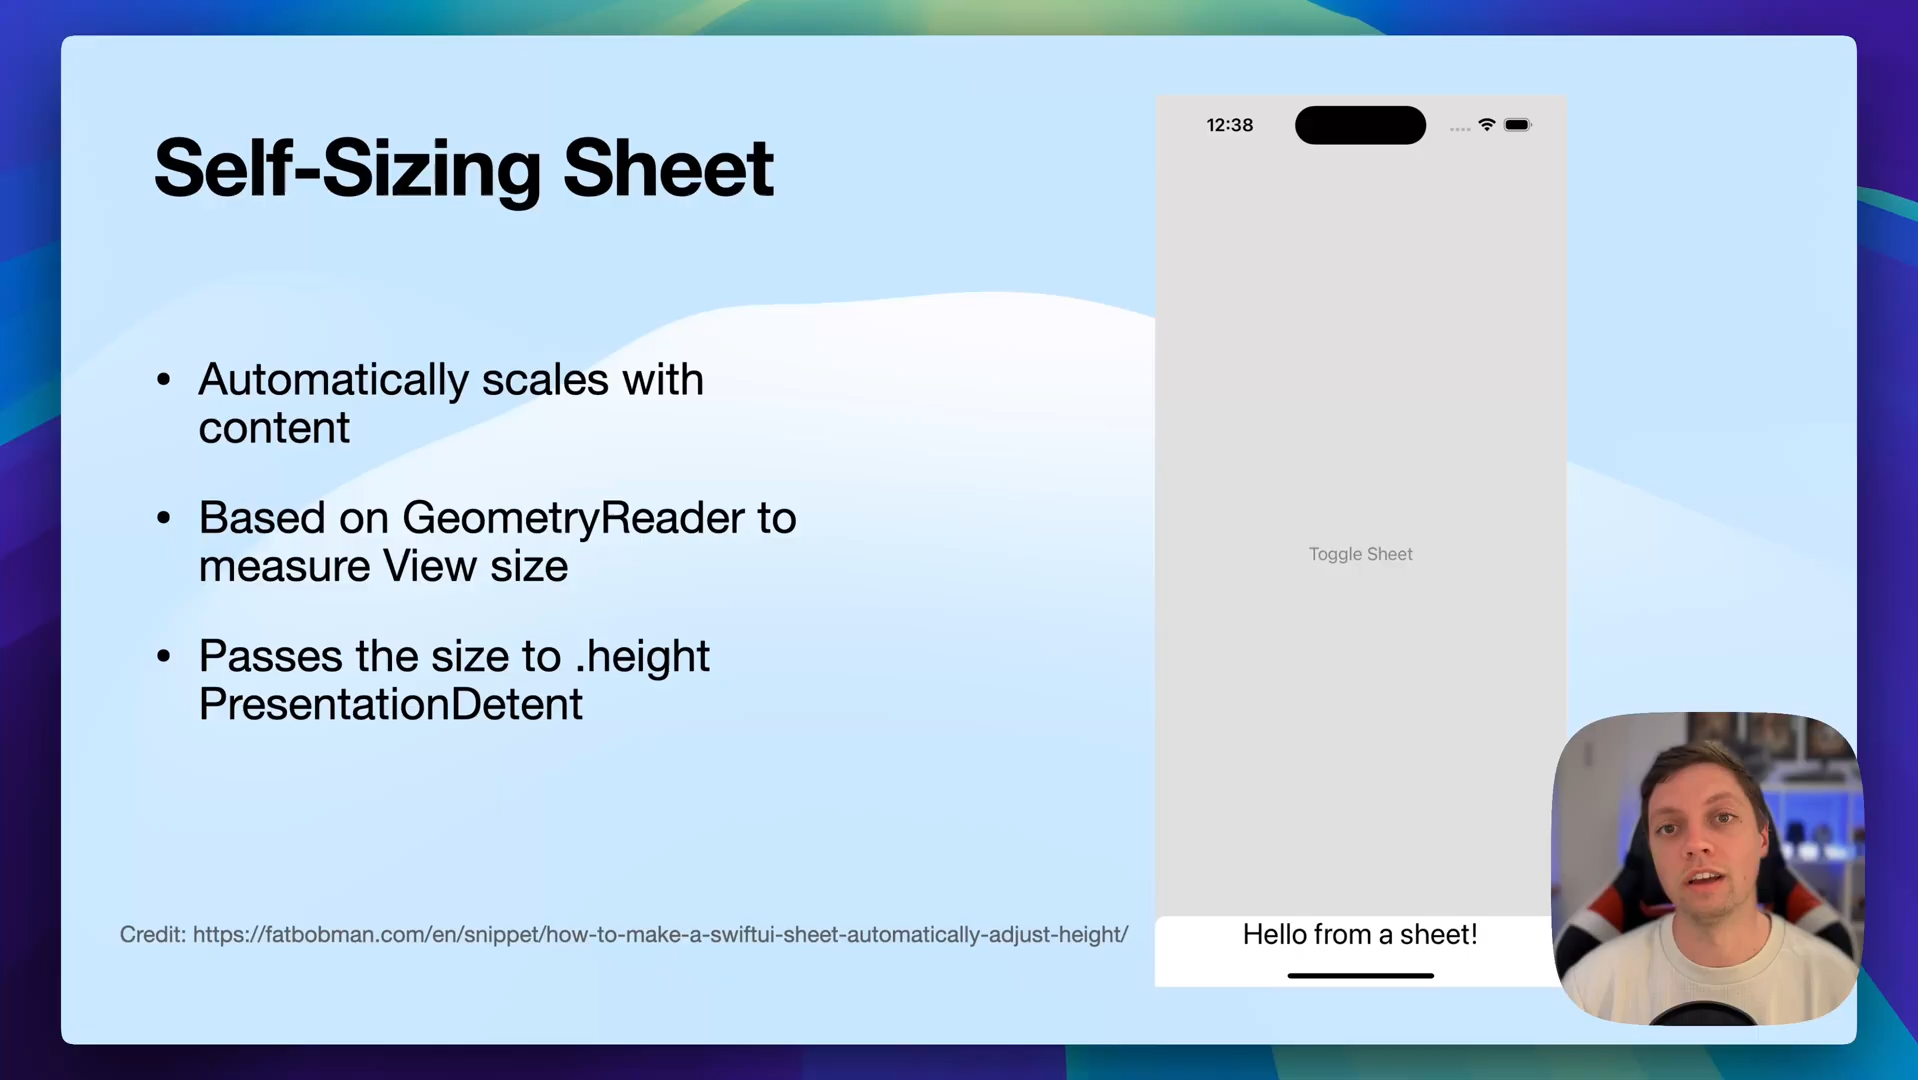 Self-Sizing Sheet
• Automatically scales with
content
• Based on GeometryReader to
measure View size
• Passes the size to .height
PresentationDetent
Credit: https://fatbobman.com/en/snippet/how-to-make-a-swiftui-sheet-automatically-adjust-height/
12:38
Toggle Sheet
Hello from a sheet!